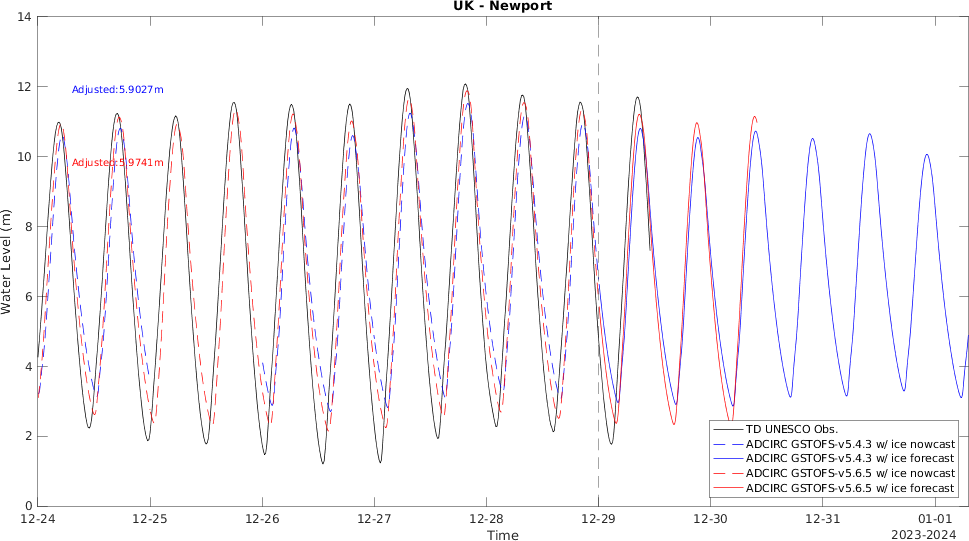 UK - Newport
14
12
10
8
6
4
2
0
Water Level (m)
Adjusted:5.9027m
Adjusted:5.9741m
TD UNESCO Obs.
ADCIRC GSTOFS-v5.4.3 w/ ice nowcast
ADCIRC GSTOFS-v5.4.3 w/ ice forecast
ADCIRC GSTOFS-v5.6.5 w/ ice nowcast
ADCIRC GSTOFS-v5.6.5 w/ ice forecast
12-24 12-25 12-26 12-27 12-28 12-29 12-30 12-31 01-01
Time
2023-2024